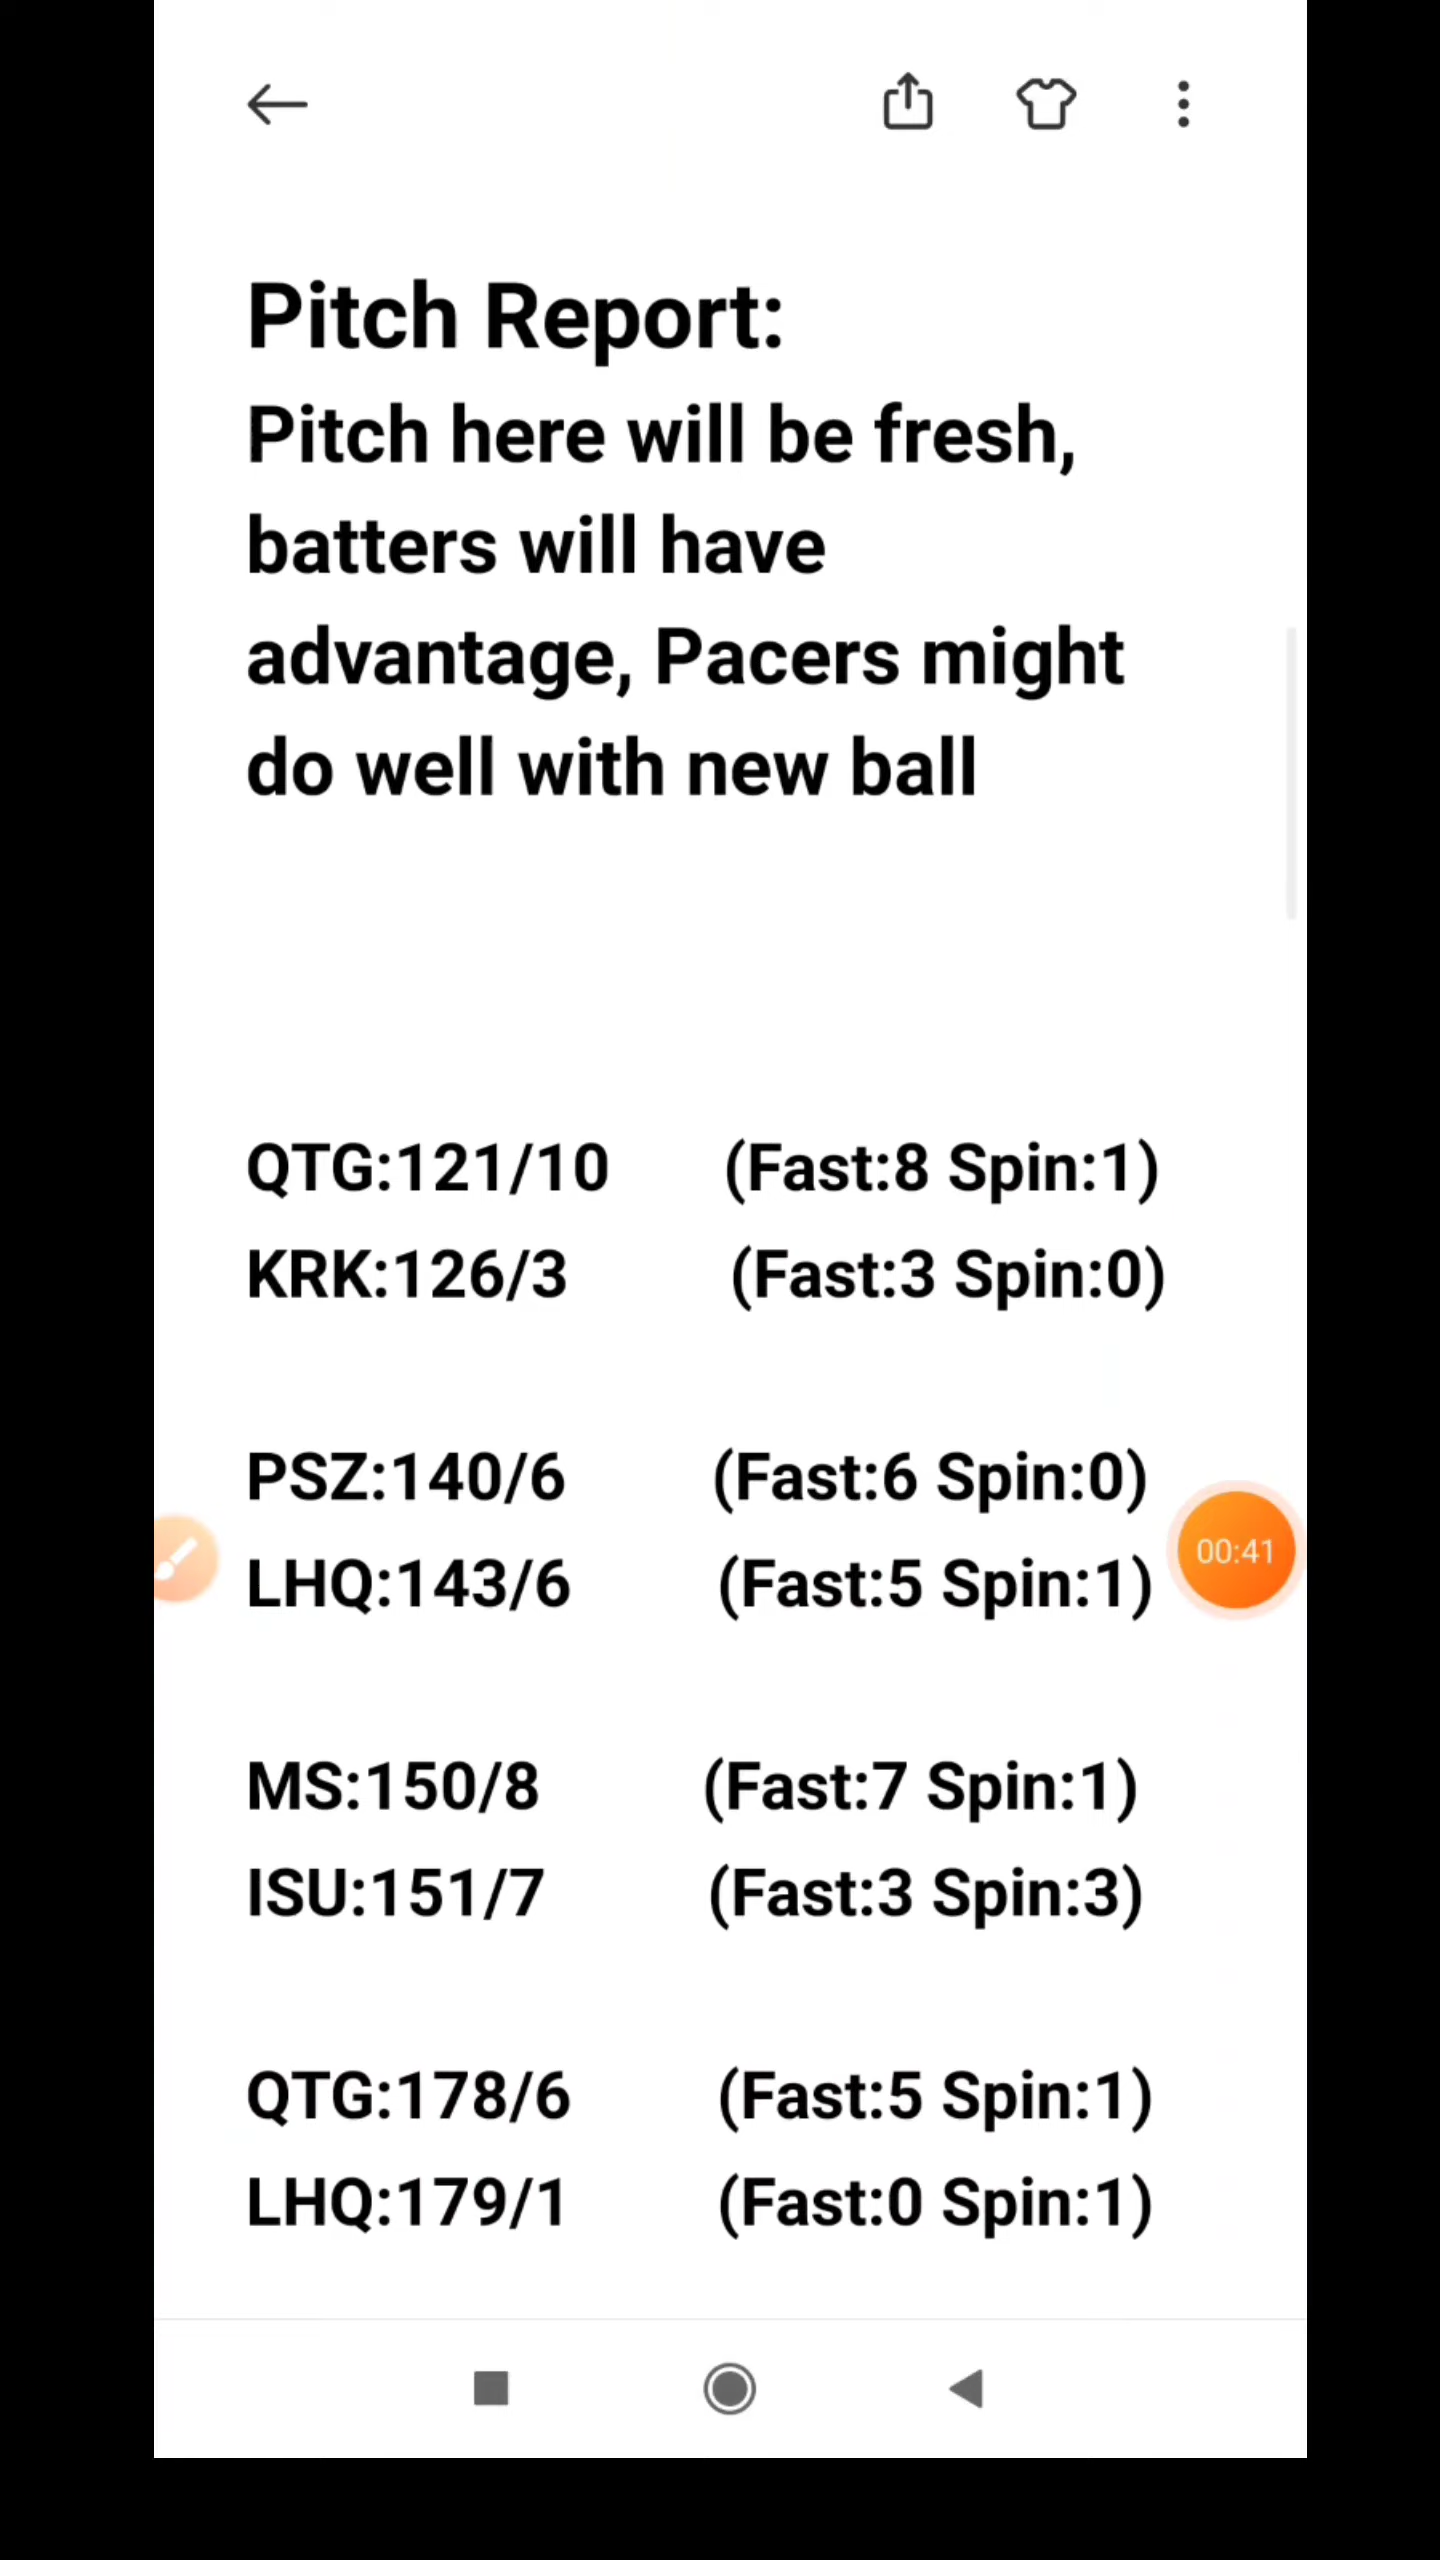 Pitch Report:
Pitch here will be fresh,
batters will have
advantage, Pacers might
do well with new ball
QTG:121/10 (Fast:8 Spin:1)
KRK:126/3 (Fast:3 Spin:0)
PSZ:140/6 (Fast:6 Spin:0)
LHQ:143/6 (Fast:5 Spin:1)
00:41
MS:150/8 (Fast:7 Spin:1)
ISU:151/7 (Fast:3 Spin:3)
QTG:178/6 (Fast:5 Spin:1)
LHQ:179/1 (Fast:0 Spin:1)